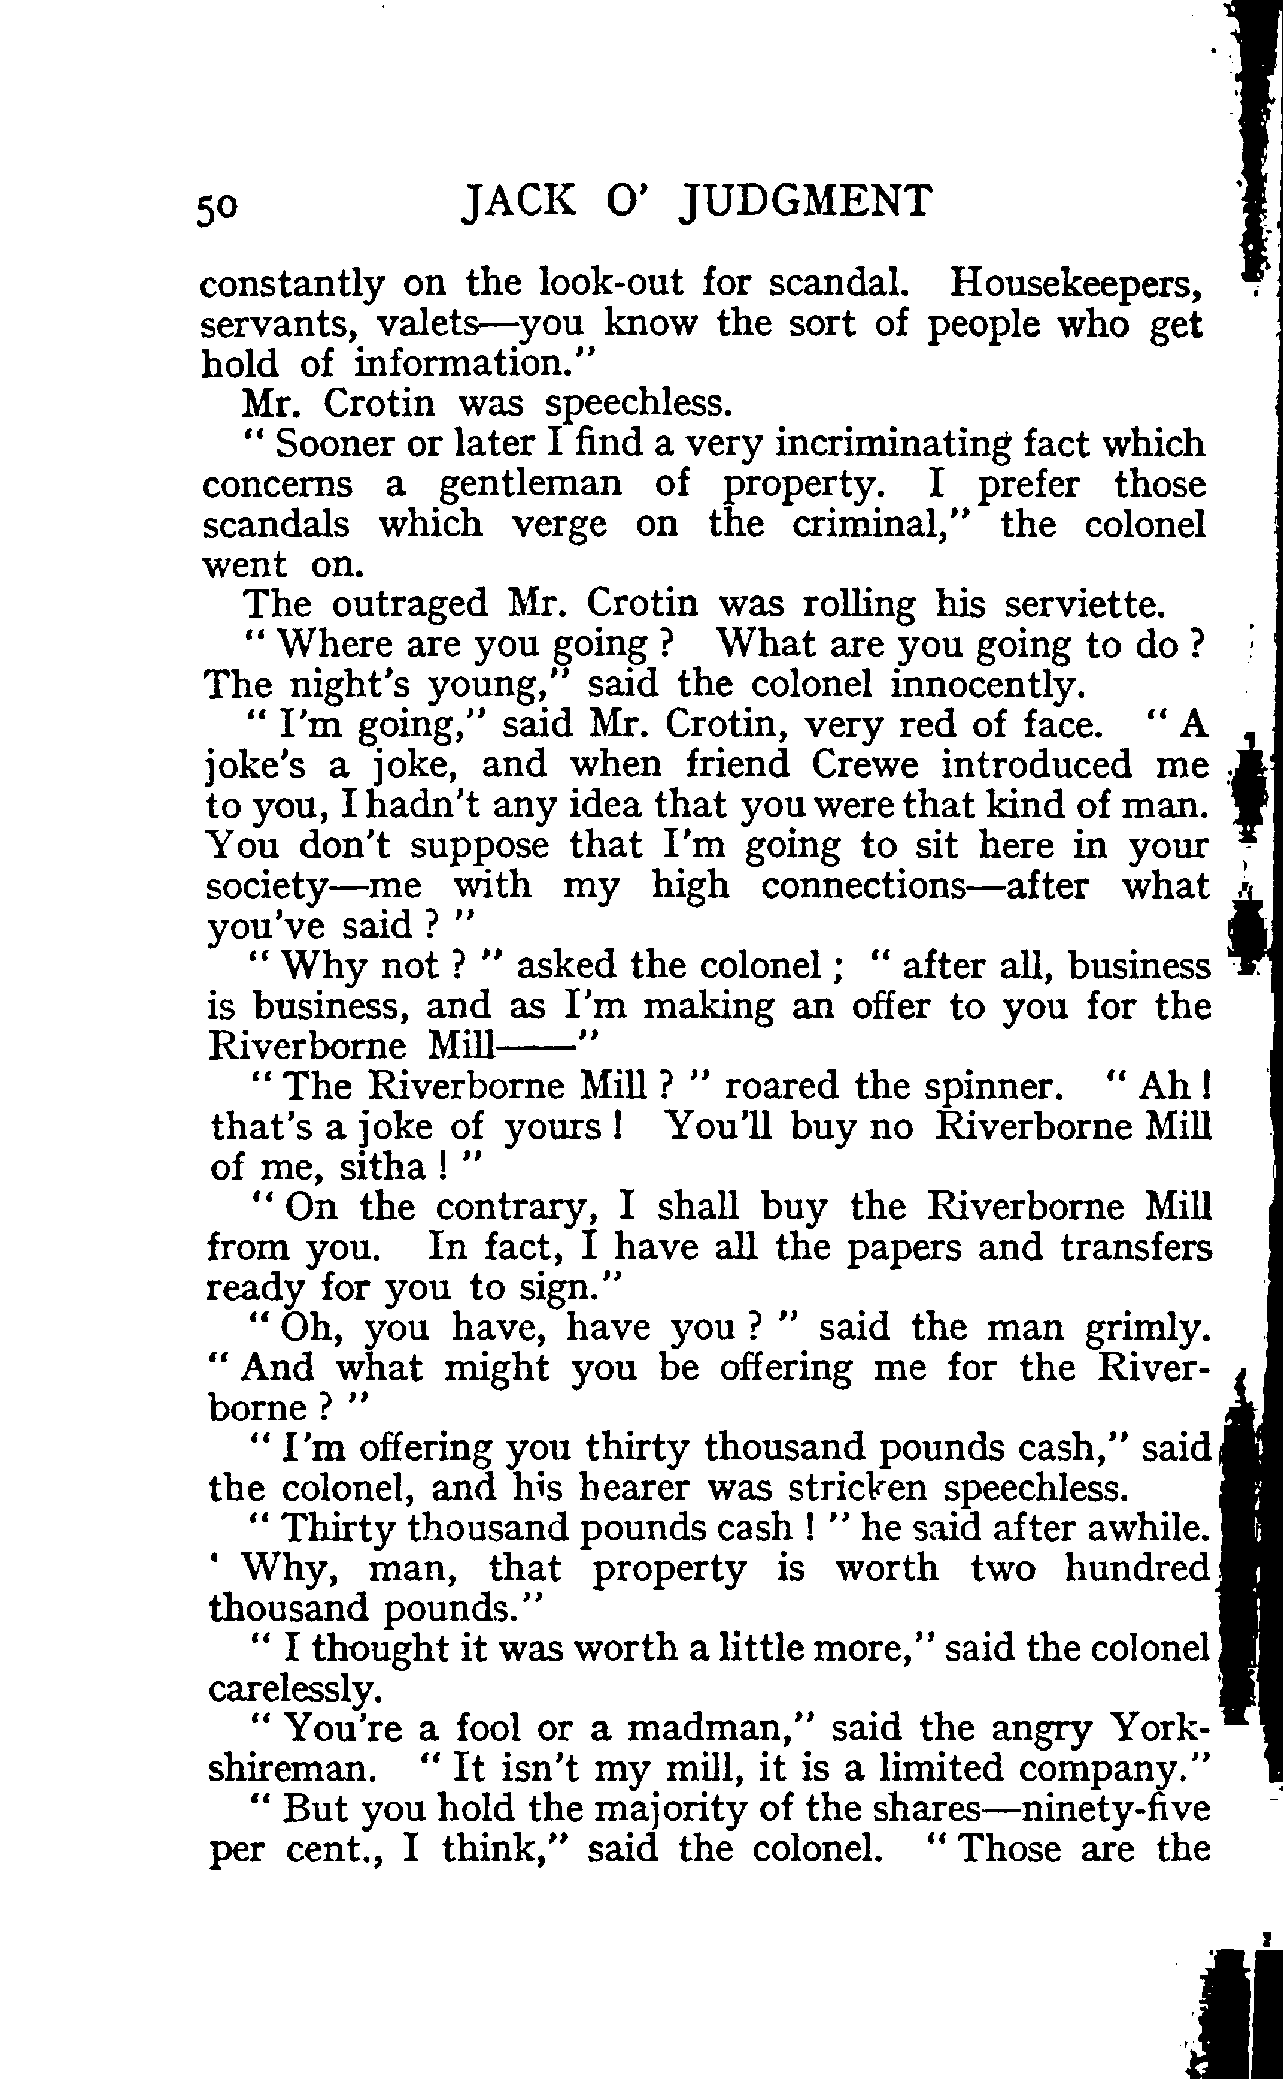 50 JACK O' JUDGMENT
constantly on the look-out for scandal. Housekeepers,
servants, valets—you know the sort of people who get
hold of information."
Mr. Crotin was speechless.
" Sooner or later I find a very incriminating fact which
concerns a gentleman of property. I prefer those
scandals which verge on the criminal," the colonel
went on.
The outraged Mr. Crotin was rolling his serviette.
" Where are you going ? What are you going to do ?
The night's young," said the colonel innocently.
" I'm going," said Mr. Crotin, very red of face. " A
joke's a joke, and when friend Crewe introduced me
to you, I hadn't any idea that you were that kind of man.
You don't suppose that I'm going to sit here in your
society—me with my high connections—after what
you've said ? "
" Why not ? " asked the colonel ; " after all, business
is business, and as I'm making an offer to you for the
Riverborne Mill——"
" The Riverborne Mill ? " roared the spinner. " Ah !
that's a joke of yours ! You'll buy no Riverborne Mill
of me, sitha ! "
" On the contrary, I shall buy the Riverborne Mill
from you. In fact, I have all the papers and transfers
ready for you to sign."
" Oh, you have, have you ? " said the man grimly.
" And what might you be offering me for the River-
borne ? "
" I'm offering you thirty thousand pounds cash," said
the colonel, and his hearer was stricken speechless.
" Thirty thousand pounds cash ! " he said after awhile.
' Why, man, that property is worth two hundred
thousand pounds."
" I thought it was worth a little more," said the colonel
carelessly.
" You're a fool or a madman," said the angry York-
shireman. " It isn't my mill, it is a limited company."
" But you hold the majority of the shares—ninety-five
per cent., I think," said the colonel. " Those are the